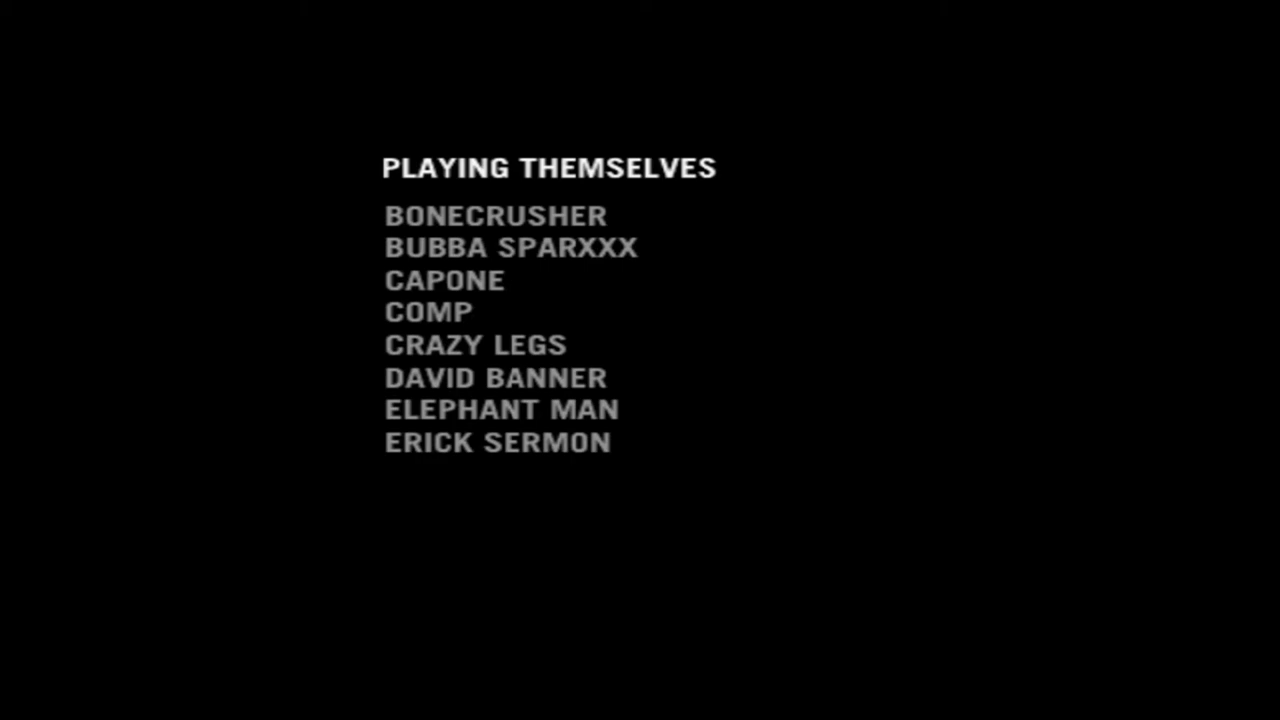 PLAYING THEMSELVES
BONECRUSHER
BUBBA SPARXXX
CAPONE
COMP
CRAZY LEGS
DAVID BANNER
ELEPHANT MAN
ERICK SERMON